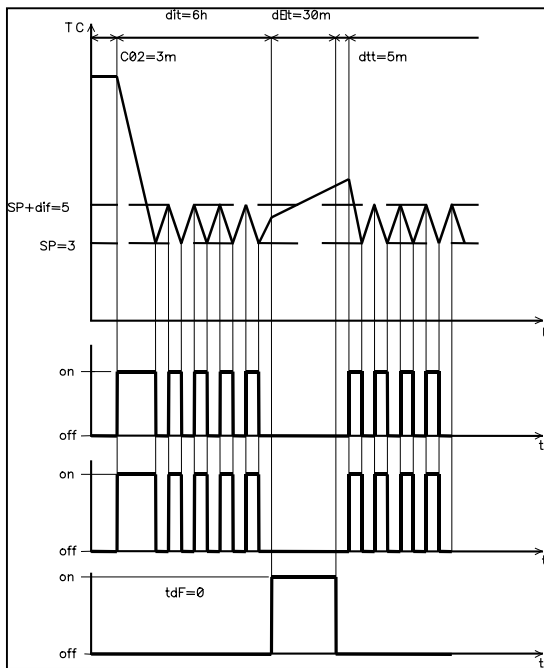 dit=6h dEt=30m
T C
C02=3m dtt=5m
SP+dif=5
SP=3
on
off t
on
off t
on
tdF=0
off t